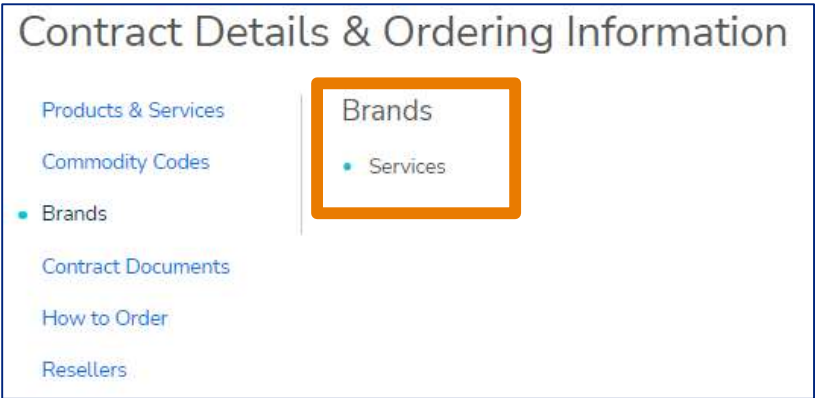 Contract Details & Ordering Information
Products & Services
Commodity Codes
Brands
Contract Documents
How to Order
Resellers
Brands
Services